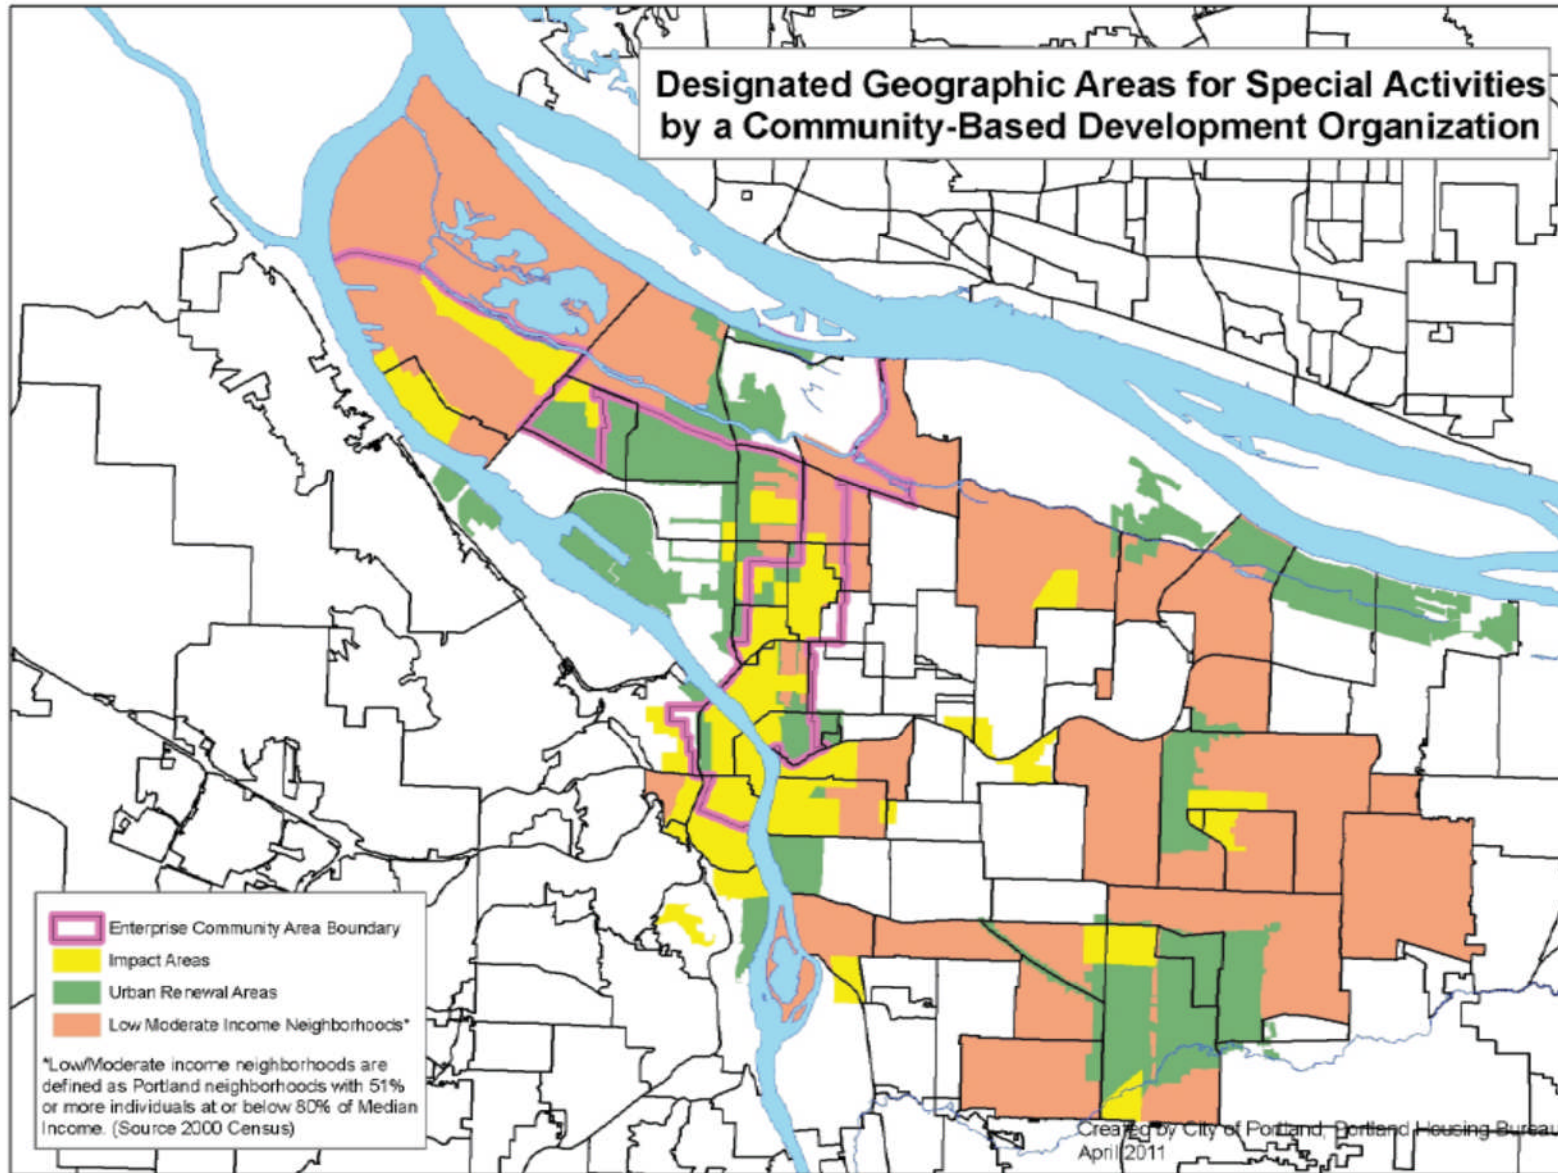 Designated Geographic Areas for Special Activities
by a Community-Based Development Organization
Enterprise Community Area Boundary
Impact Areas
Urban Renewal Areas
Low Moderate Income Neighborhoods*
*Low/Moderate income neighborhoods are
defined as Portland neighborhoods with 51%
or more individuals at or below 80% of Median
Income. (Source 2000 Census)
Created by City of Portland, Portland Housing Bureau
April 2011